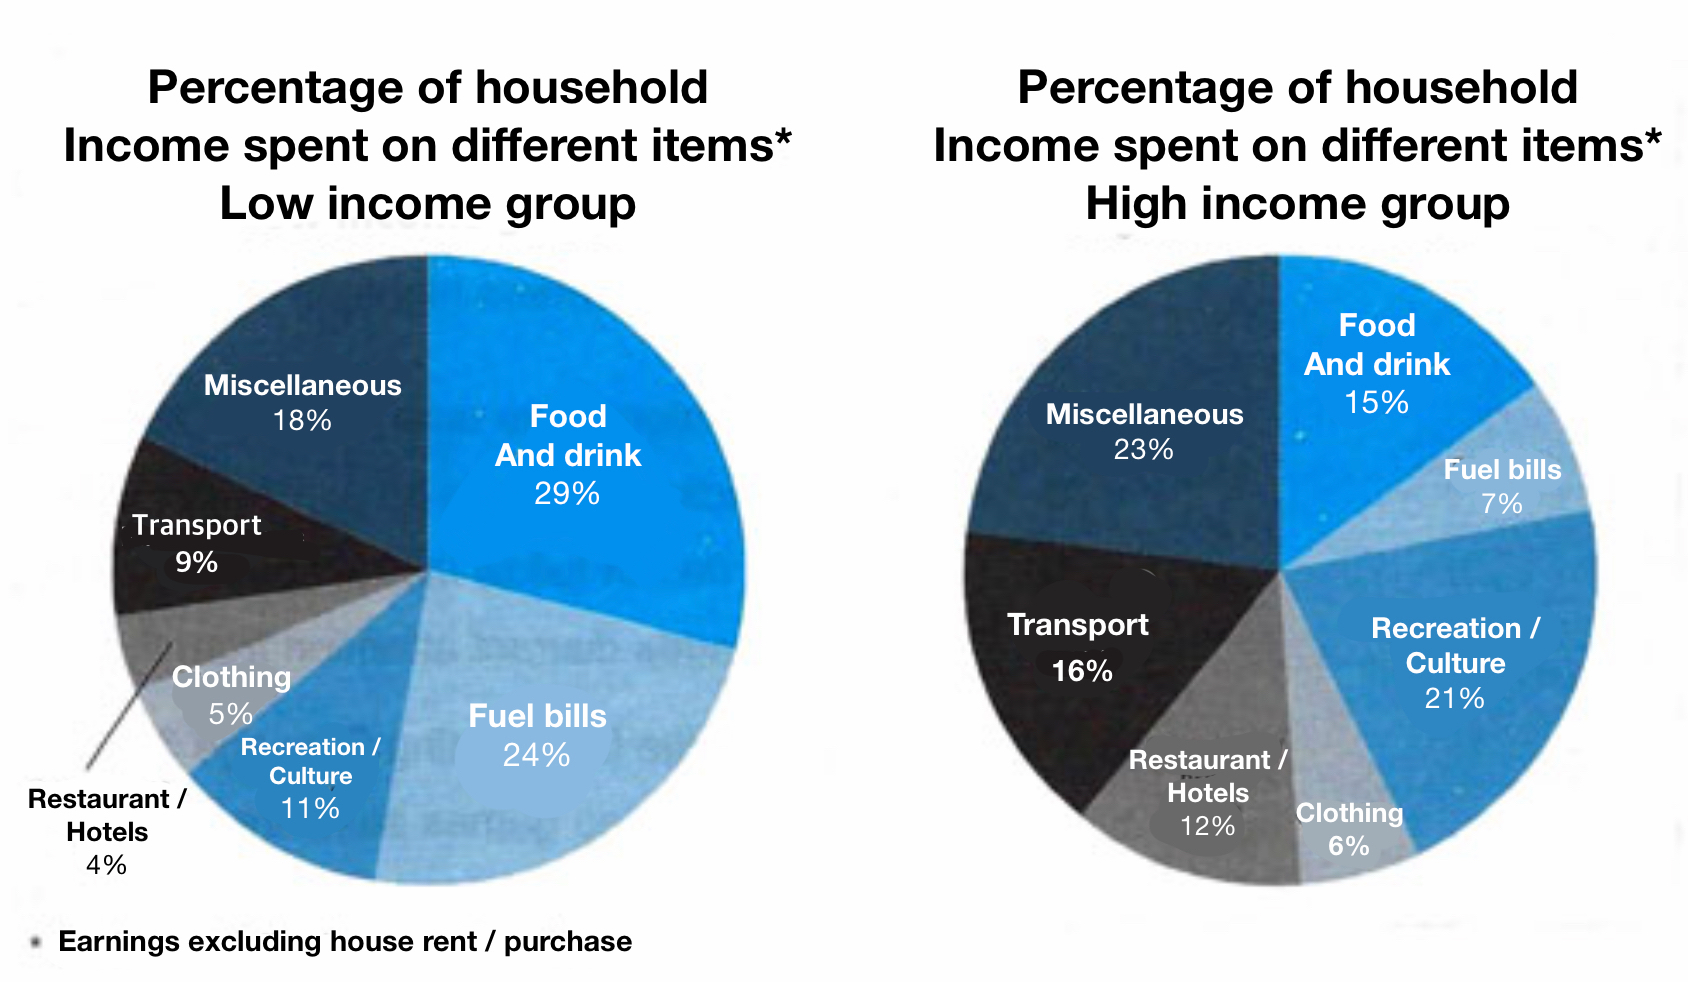 Percentage of household
Income spent on different items*
Low income group
Miscellaneous
18%
Food
And drink
29%
Transport
9%
Clothing
5%
Recreation /
Culture
11%
Fuel bills
24%
Restaurant /
Hotels
4%
Percentage of household
Income spent on different items*
High income group
Food
And drink
15%
Miscellaneous
23%
Fuel bills
7%
Transport
16%
Recreation /
Culture
21%
Restaurant /
Hotels
12%
Clothing
6%
* Earnings excluding house rent / purchase